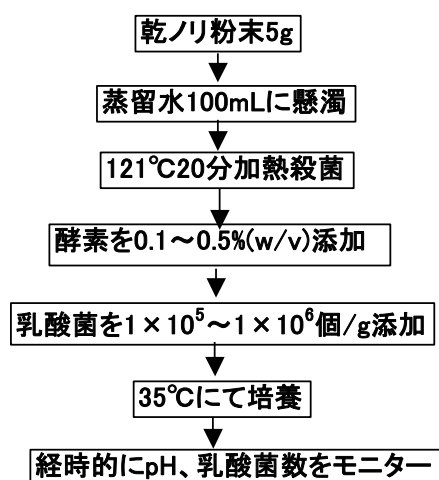 乾ノリ粉末5g
蒸留水100mLに懸濁
121℃20分加熱殺菌
酵素を0.1～0.5%(w/v)添加
乳酸菌を1×10⁵～1×10⁶個/g添加
35℃にて培養
経時的にpH、乳酸菌数をモニター